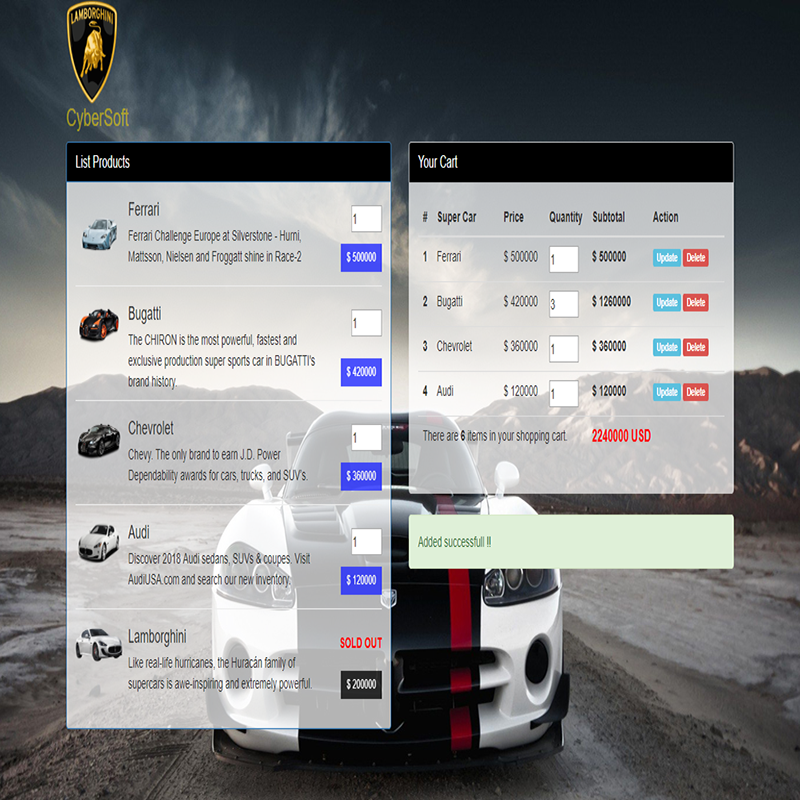 LAMBORGHINI
CyberSoft
List Products
Ferrari
1
Ferrari Challenge Europe at Silverstone - Hurni,
Mattsson, Nielsen and Froggatt shine in Race-2
$ 500000
Bugatti
1
The CHIRON is the most powerful, fastest and
exclusive production super sports car in BUGATTI's
brand history.
$ 420000
Chevrolet
1
Chevy. The only brand to earn J.D. Power
Dependability awards for cars, trucks, and SUV's.
$ 360000
Audi
1
Discover 2018 Audi sedans, SUVs & coupes. Visit
AudiUSA.com and search our new inventory.
$ 120000
Lamborghini
SOLD OUT
Like real-life hurricanes, the Huracán family of
supercars is awe-inspiring and extremely powerful.
$ 200000
Your Cart
# Super Car Price Quantity Subtotal Action
1 Ferrari $ 500000 1 $ 500000 Update Delete
2 Bugatti $ 420000 3 $ 1260000 Update Delete
3 Chevrolet $ 360000 1 $ 360000 Update Delete
4 Audi $ 120000 1 $ 120000 Update Delete
There are 6 items in your shopping cart. 2240000 USD
Added successfull !!